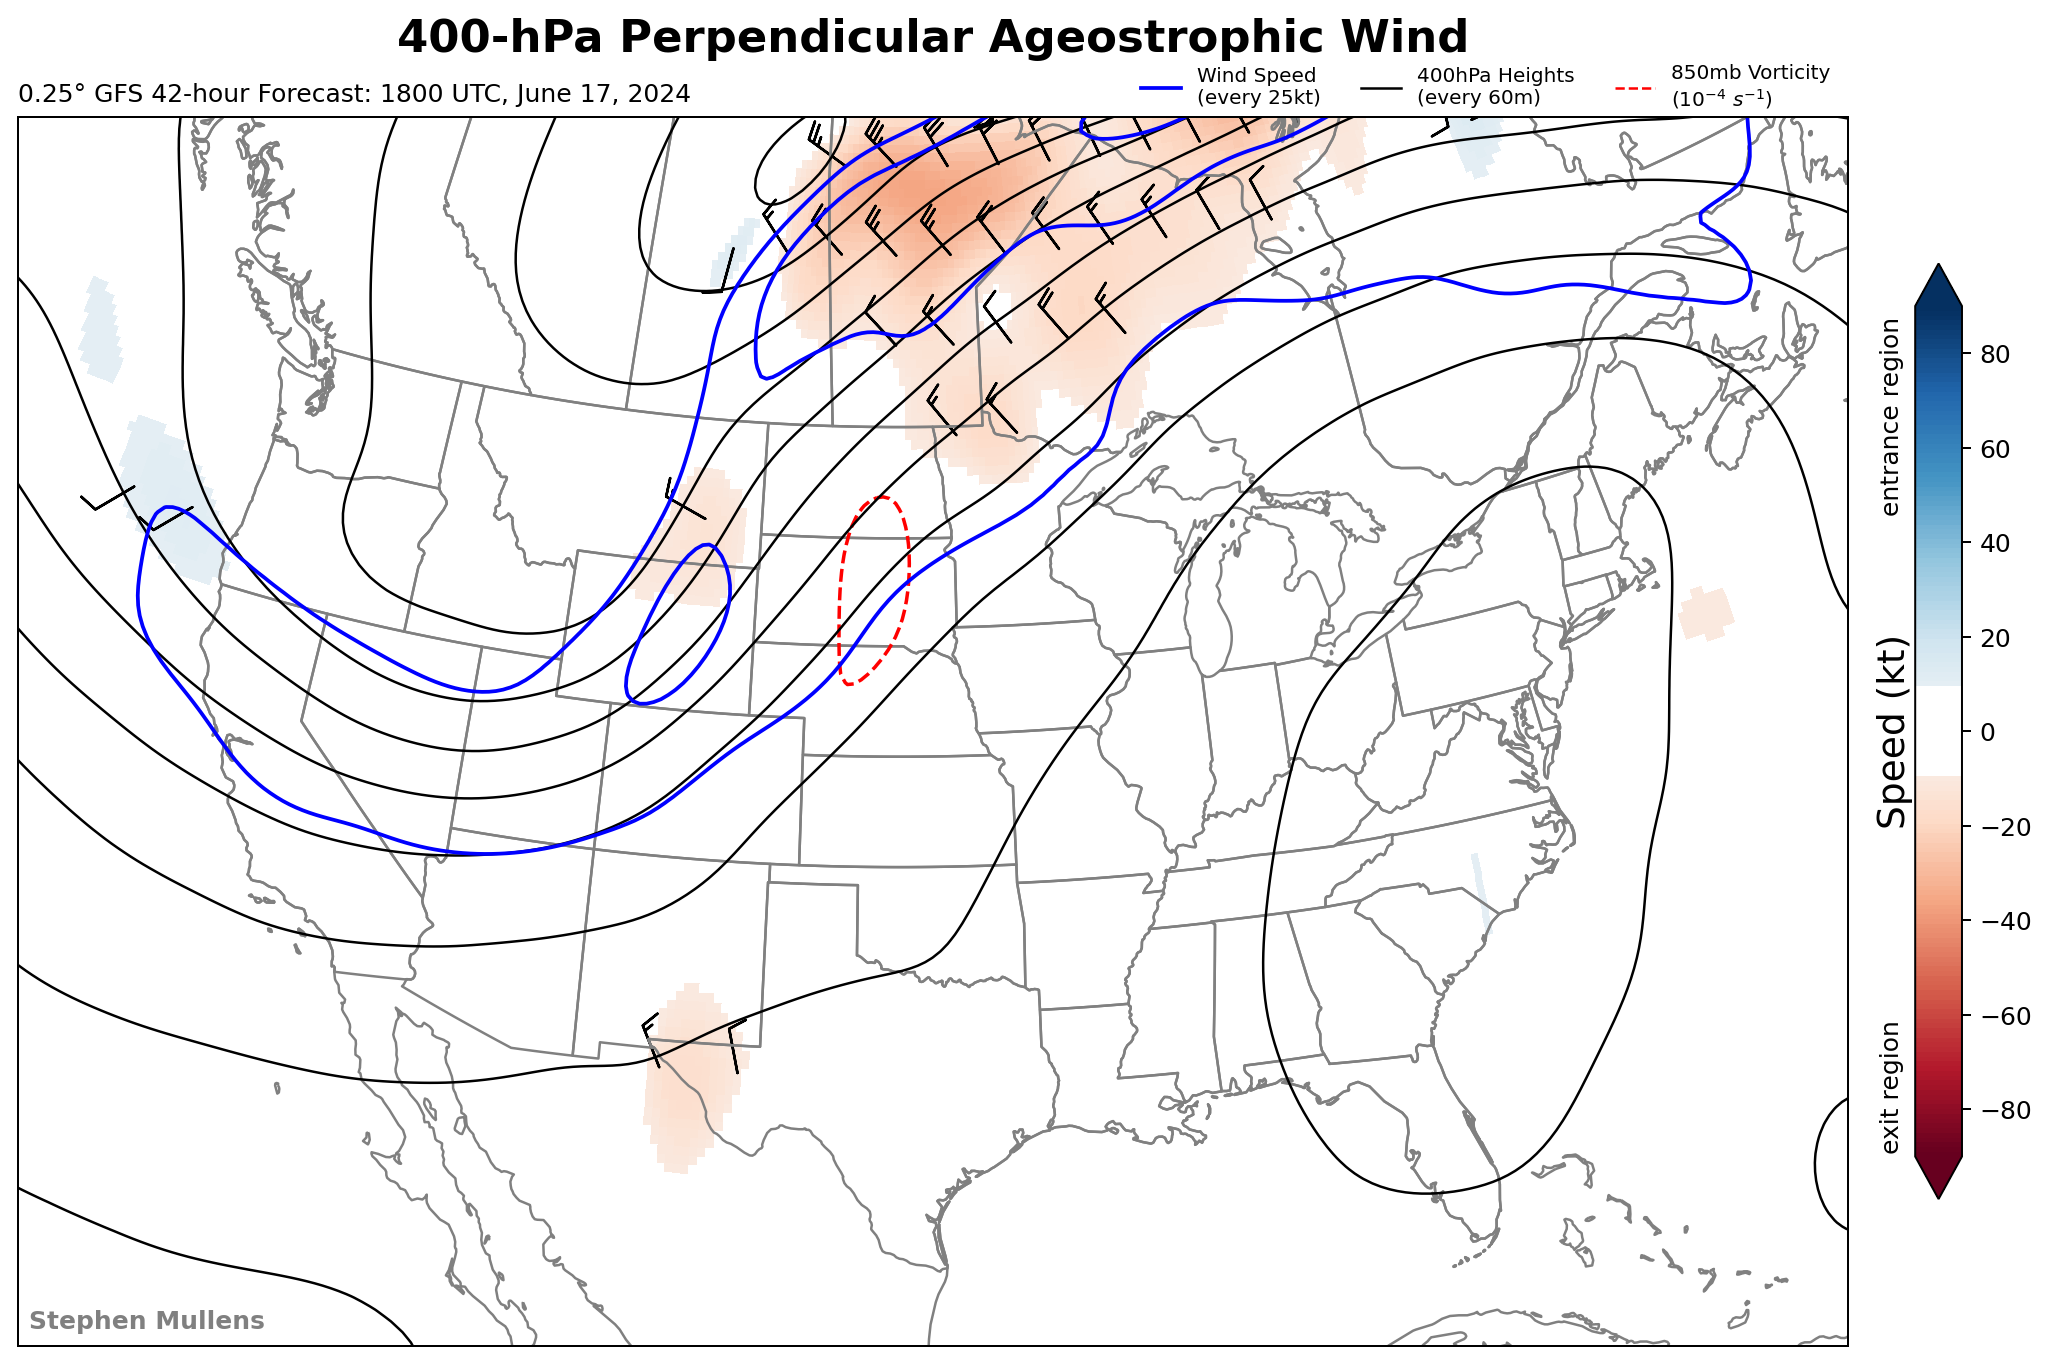 400-hPa Perpendicular Ageostrophic Wind
0.25° GFS 42-hour Forecast: 1800 UTC, June 17, 2024
Wind Speed
(every 25kt)
400hPa Heights
(every 60m)
850mb Vorticity
(10⁻⁴ s⁻¹)
entrance region
Speed (kt)
exit region
80
60
40
20
0
−20
−40
−60
−80
Stephen Mullens